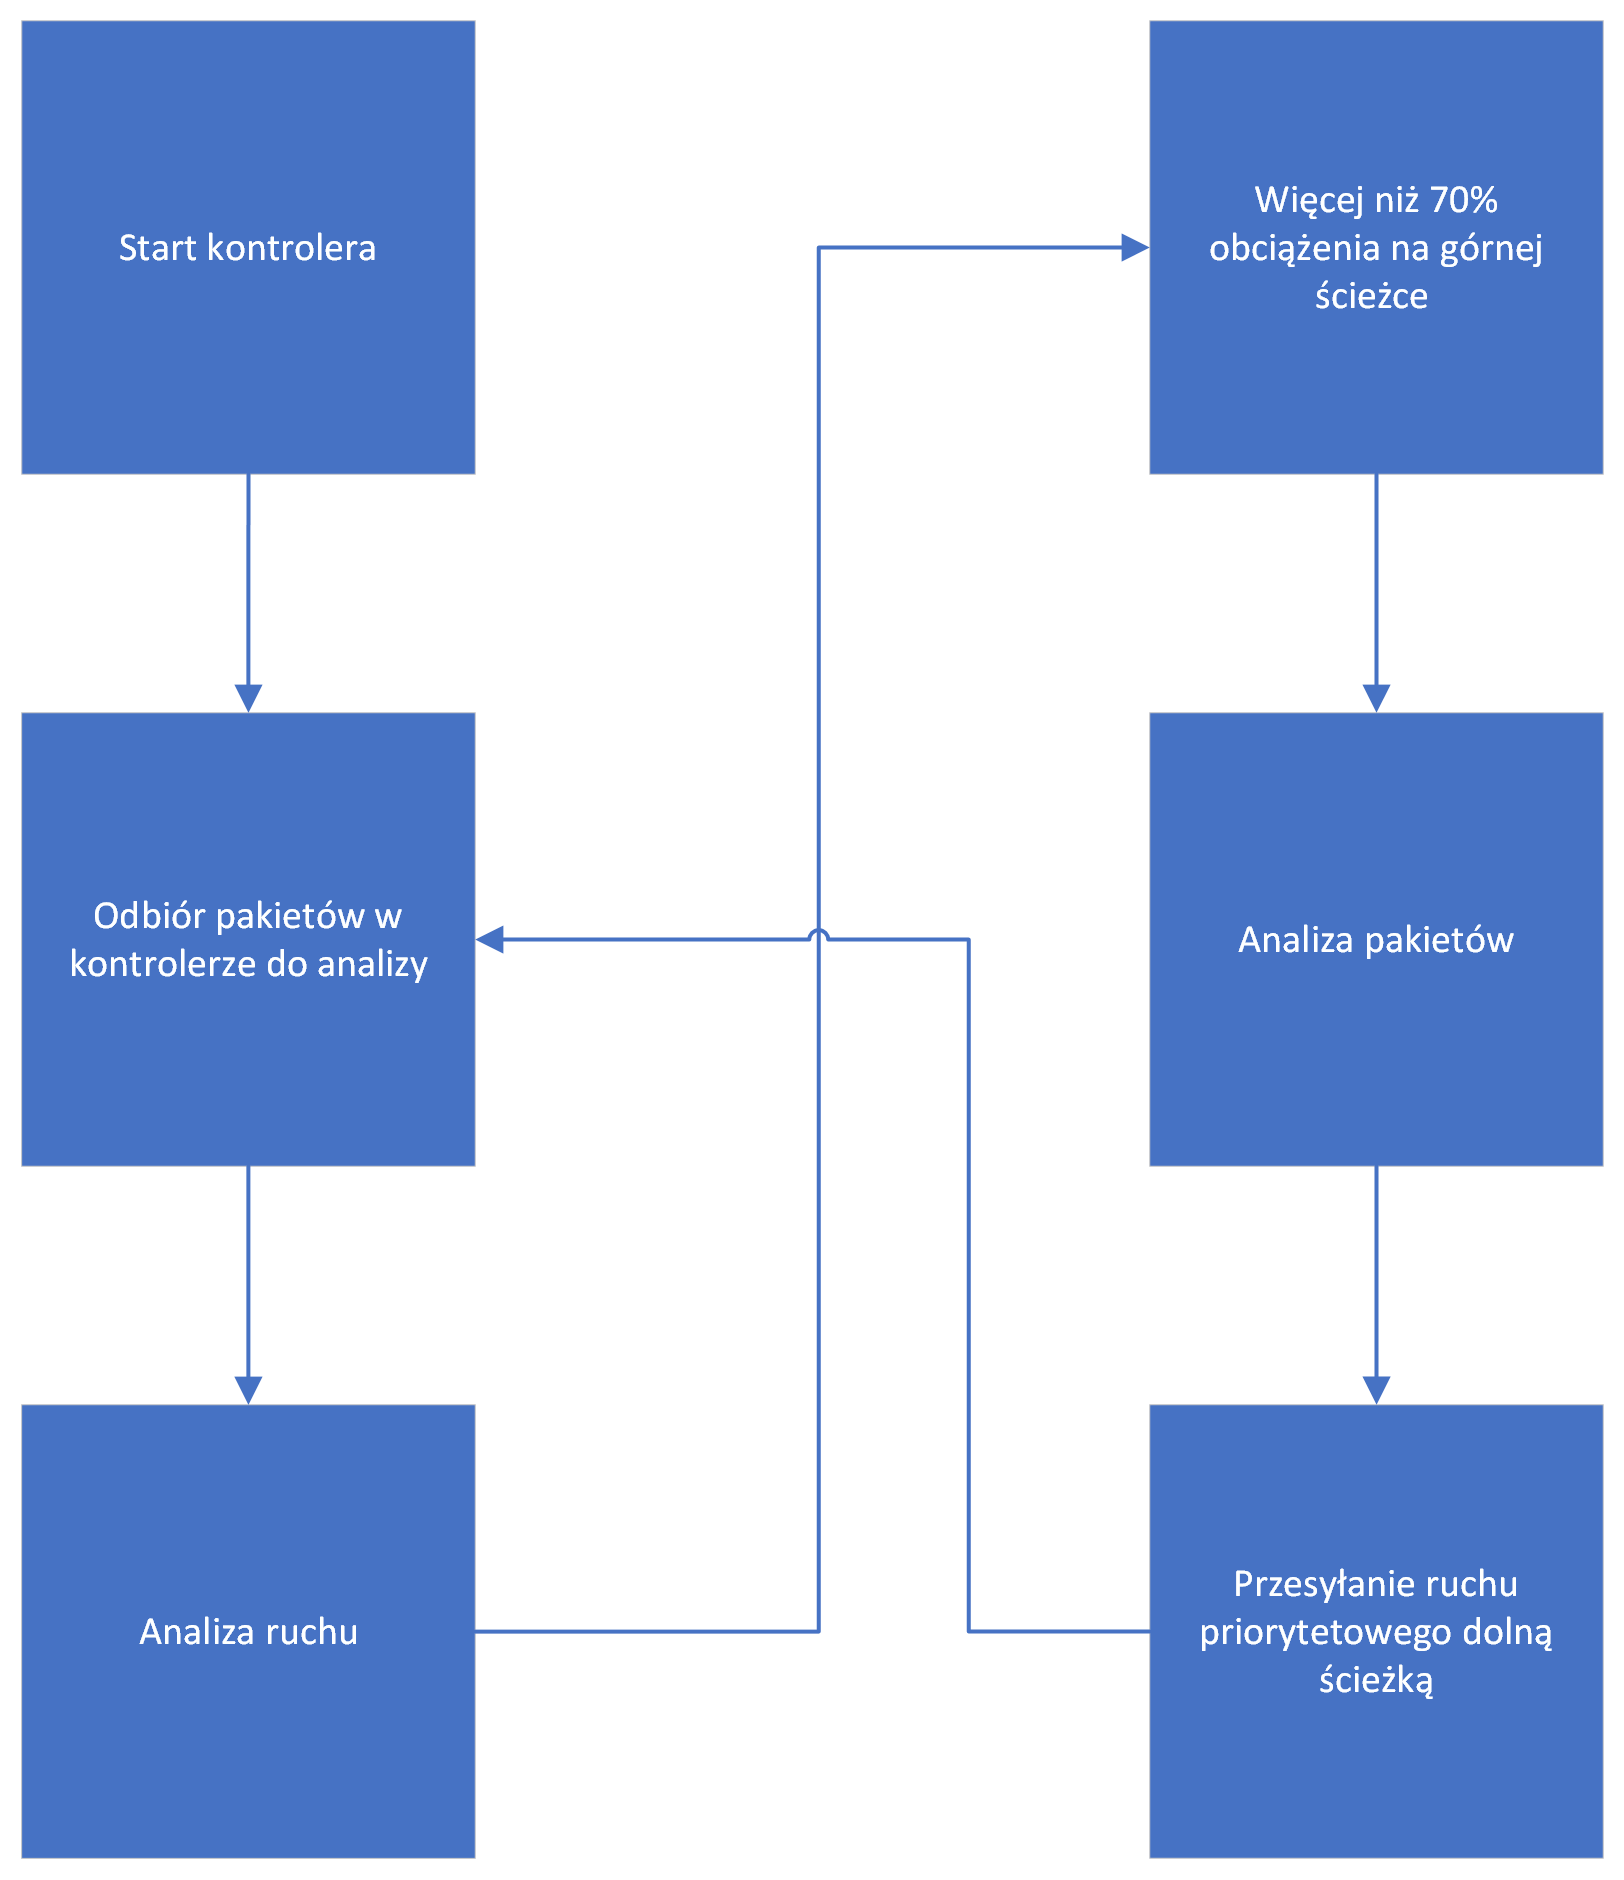 Start kontrolera
Odbiór pakietów w
kontrolerze do analizy
Analiza ruchu
Więcej niż 70%
obciążenia na górnej
ścieżce
Analiza pakietów
Przesyłanie ruchu
priorytetowego dolną
ścieżką